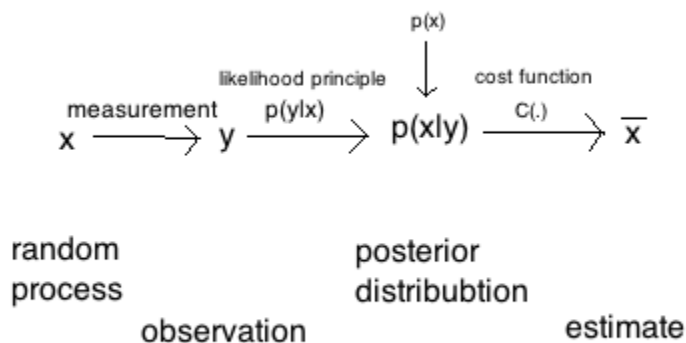 p(x)
likelihood principle
cost function
measurement
p(y|x)
C(.)
x
y
p(x|y)
x̅
random
process
posterior
distribubtion
observation
estimate